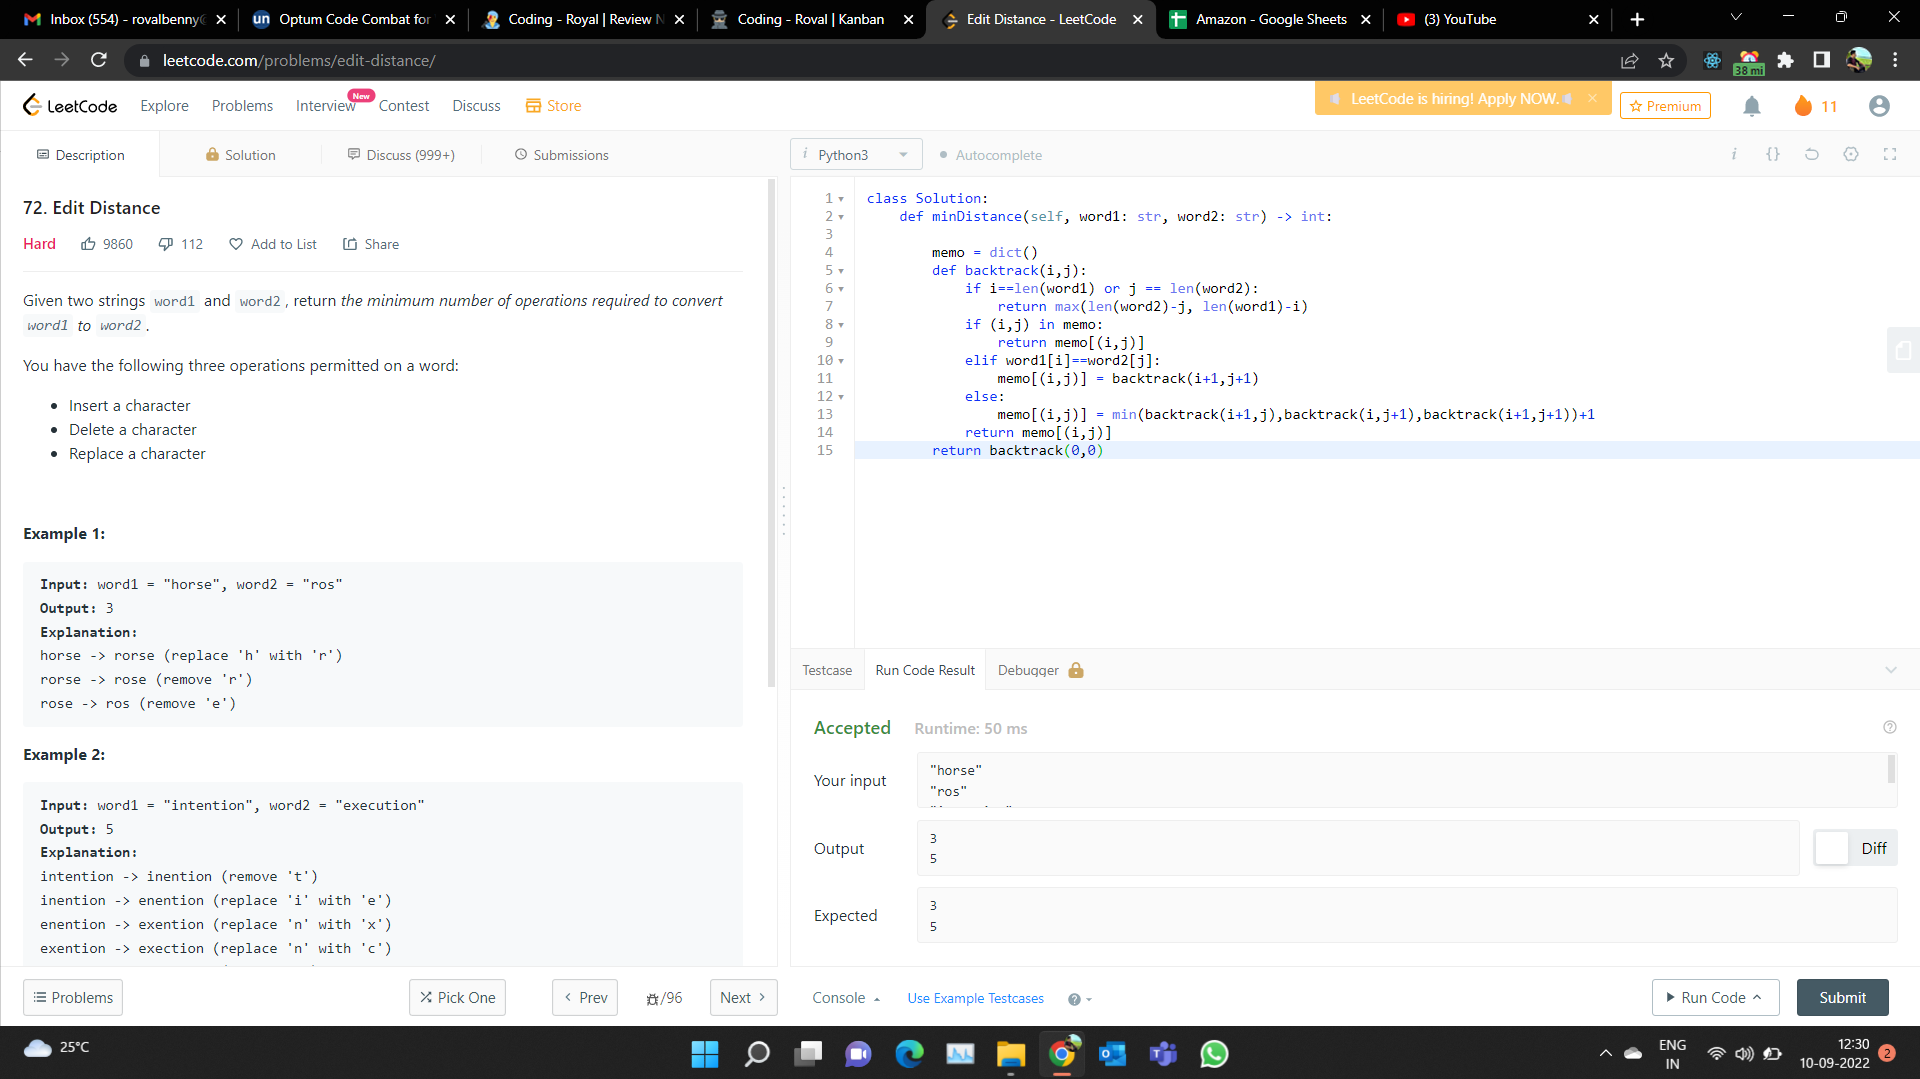 Inbox (554) - rovalbenny@
Optum Code Combat for
Coding - Royal | Review N
Coding - Roval | Kanban
Edit Distance - LeetCode
Amazon - Google Sheets
(3) YouTube
leetcode.com/problems/edit-distance/
38 mi
LeetCode
Explore
Problems
Interview
New
Contest
Discuss
Store
LeetCode is hiring! Apply NOW.
Premium
11
Description
Solution
Discuss (999+)
Submissions
i Python3
Autocomplete
72. Edit Distance
Hard
9860
112
Add to List
Share
Given two strings word1 and word2, return the minimum number of operations required to convert
word1 to word2.
You have the following three operations permitted on a word:
• Insert a character
• Delete a character
• Replace a character
Example 1:
Input: word1 = "horse", word2 = "ros"
Output: 3
Explanation:
horse -> rorse (replace 'h' with 'r')
rorse -> rose (remove 'r')
rose -> ros (remove 'e')
Example 2:
Input: word1 = "intention", word2 = "execution"
Output: 5
Explanation:
intention -> inention (remove 't')
inention -> enention (replace 'i' with 'e')
enention -> exention (replace 'n' with 'x')
exention -> exection (replace 'n' with 'c')
1 class Solution:
2 def minDistance(self, word1: str, word2: str) -> int:
3
4 memo = dict()
5 def backtrack(i,j):
6 if i==len(word1) or j == len(word2):
7 return max(len(word2)-j, len(word1)-i)
8 if (i,j) in memo:
9 return memo[(i,j)]
10 elif word1[i]==word2[j]:
11 memo[(i,j)] = backtrack(i+1,j+1)
12 else:
13 memo[(i,j)] = min(backtrack(i+1,j),backtrack(i,j+1),backtrack(i+1,j+1))+1
14 return memo[(i,j)]
15 return backtrack(0,0)
Testcase
Run Code Result
Debugger
Accepted
Runtime: 50 ms
Your input
"horse"
"ros"
Output
3
5
Diff
Expected
3
5
Problems
Pick One
Prev
/96
Next
Console
Use Example Testcases
Run Code
Submit
25°C
ENG
IN
12:30
10-09-2022
2